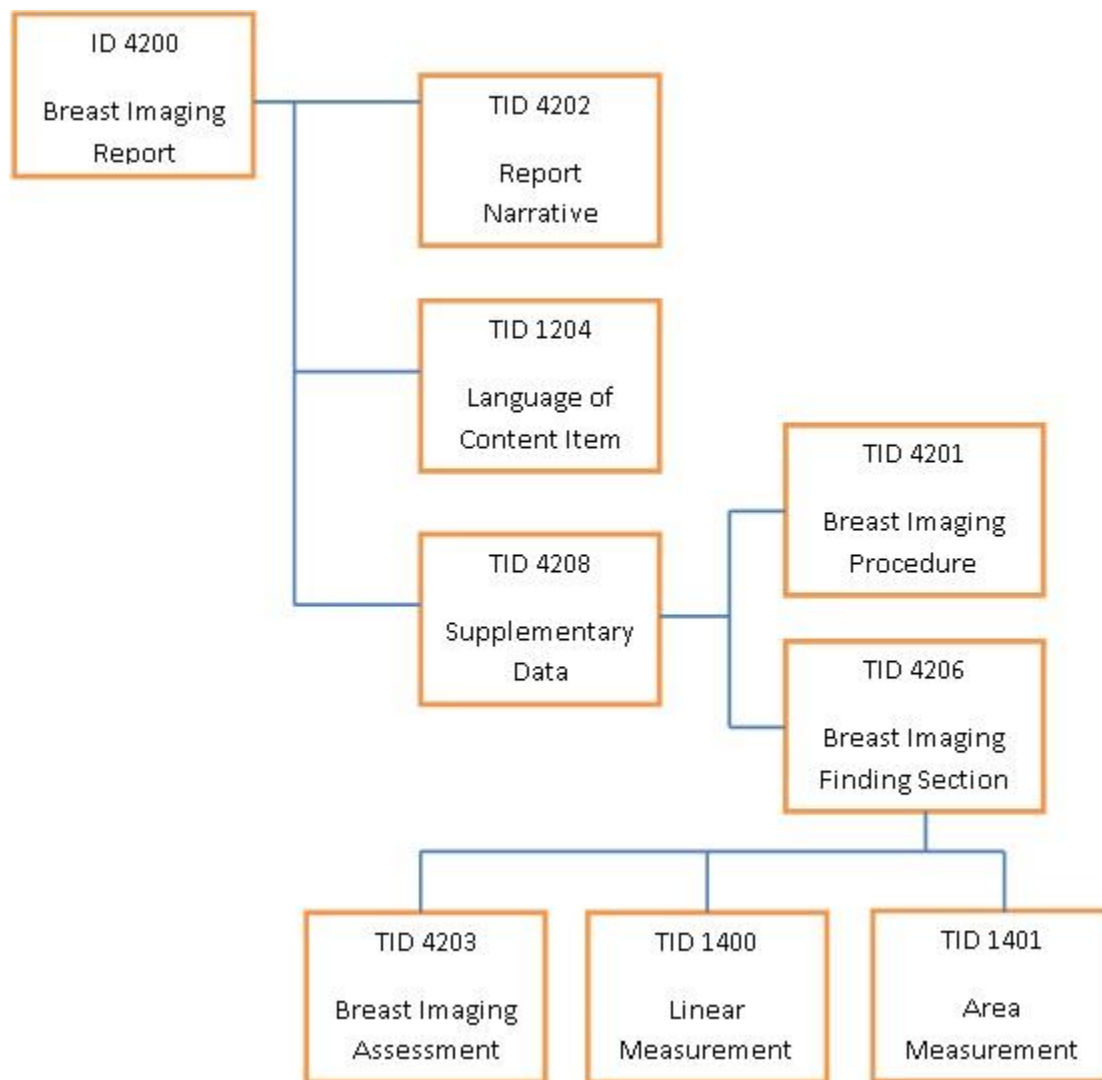 ID 4200
Breast Imaging
Report
TID 4202
Report
Narrative
TID 1204
Language of
Content Item
TID 4208
Supplementary
Data
TID 4201
Breast Imaging
Procedure
TID 4206
Breast Imaging
Finding Section
TID 4203
Breast Imaging
Assessment
TID 1400
Linear
Measurement
TID 1401
Area
Measurement